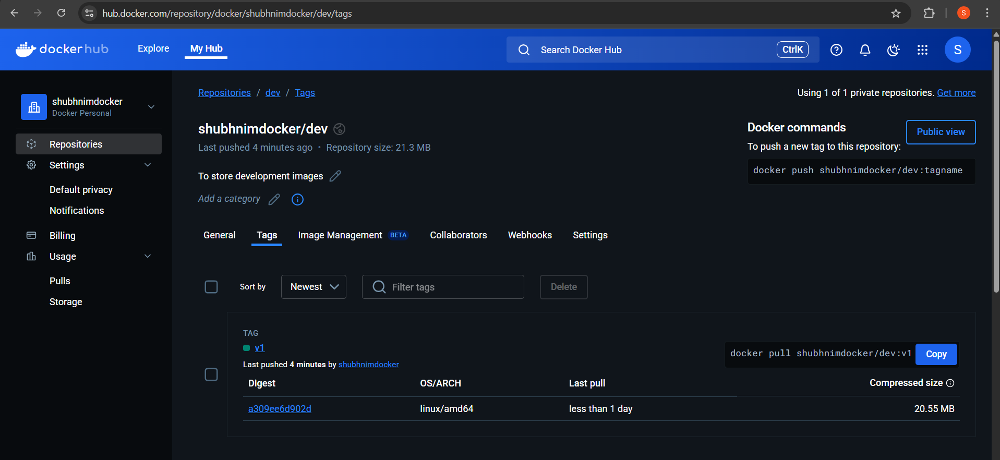 hub.docker.com/repository/docker/shubhnimdocker/dev/tags
S
dockerhub
Explore
My Hub
Search Docker Hub
CtrlK
S
shubhnimdocker
Docker Personal
Repositories
Settings
Default privacy
Notifications
Billing
Usage
Pulls
Storage
Repositories / dev / Tags
Using 1 of 1 private repositories. Get more
shubhnimdocker/dev
Last pushed 4 minutes ago • Repository size: 21.3 MB
To store development images
Add a category
Docker commands
Public view
To push a new tag to this repository:
docker push shubhnimdocker/dev:tagname
General
Tags
Image Management BETA
Collaborators
Webhooks
Settings
Sort by
Newest
Filter tags
Delete
TAG
v1
Last pushed 4 minutes by shubhnimdocker
docker pull shubhnimdocker/dev:v1
Copy
Digest
OS/ARCH
Last pull
Compressed size
a309ee6d902d
linux/amd64
less than 1 day
20.55 MB